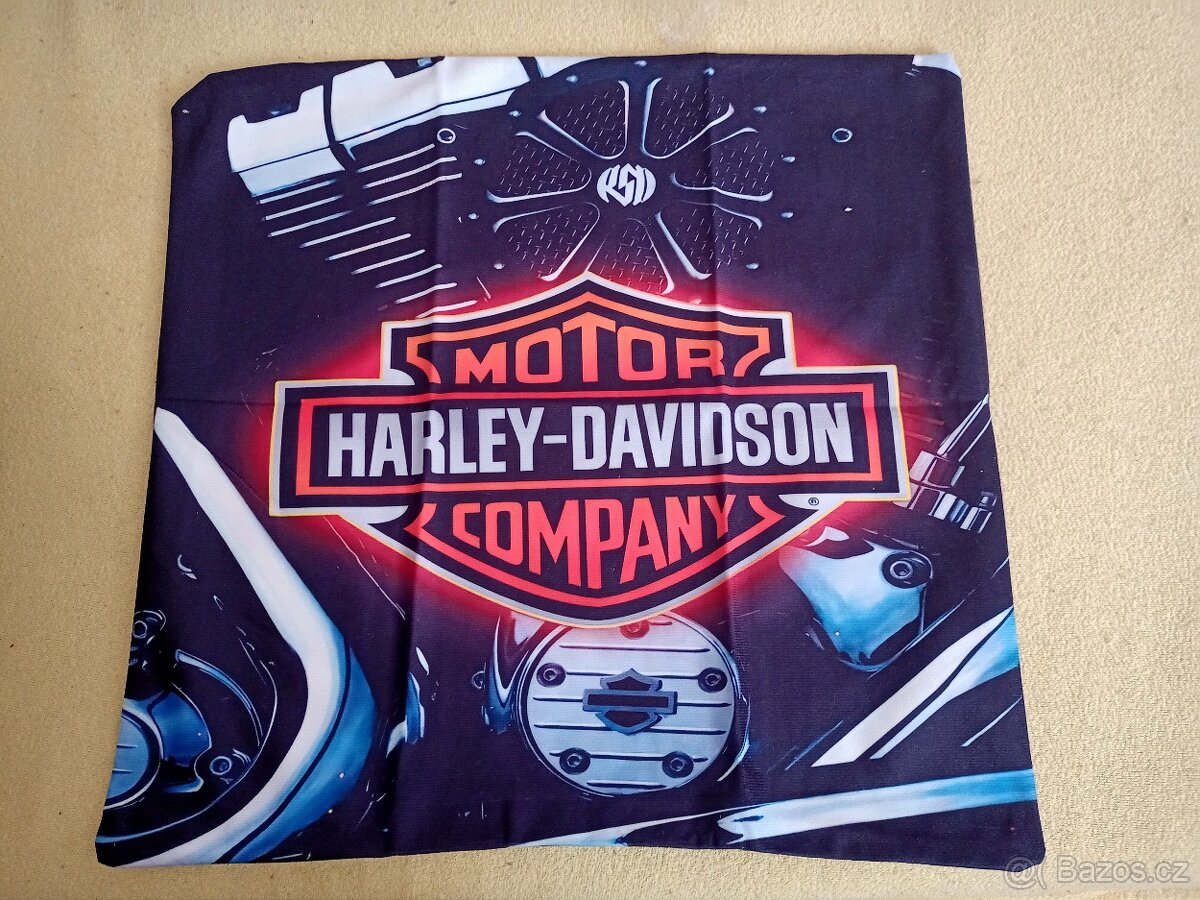 RSD
MOTOR
HARLEY-DAVIDSON
COMPANY
®
@( Bazos.cz